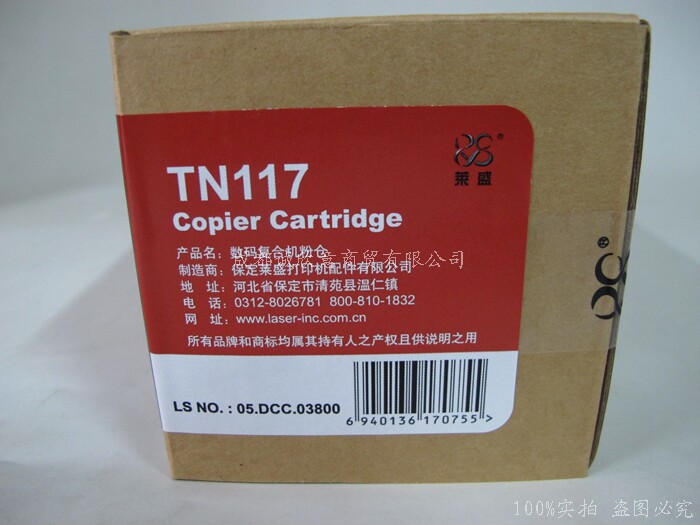 莱盛®
TN117
Copier Cartridge
产品名：数码复合机粉仓
制造商：保定莱盛打印机配件有限公司
地 址：河北省保定市清苑县温仁镇
电 话：0312-8026781 800-810-1832
网 址：www.laser-inc.com.cn
所有品牌和商标均属其持有人之产权且供说明之用
LS NO.：05.DCC.03800
6 940136 170755 >
®
100%实拍 盗图必究